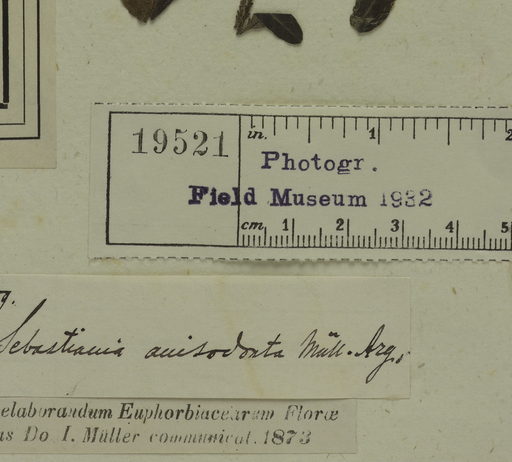 19521
in. 1 2
Photogr.
Field Museum 1932
cm. 1 2 3 4 5
g.
Sebastiania anisodonta Müll. Arg.
elaborandum Euphorbiacearum Floræ
as Do I. Müller communicat. 1873